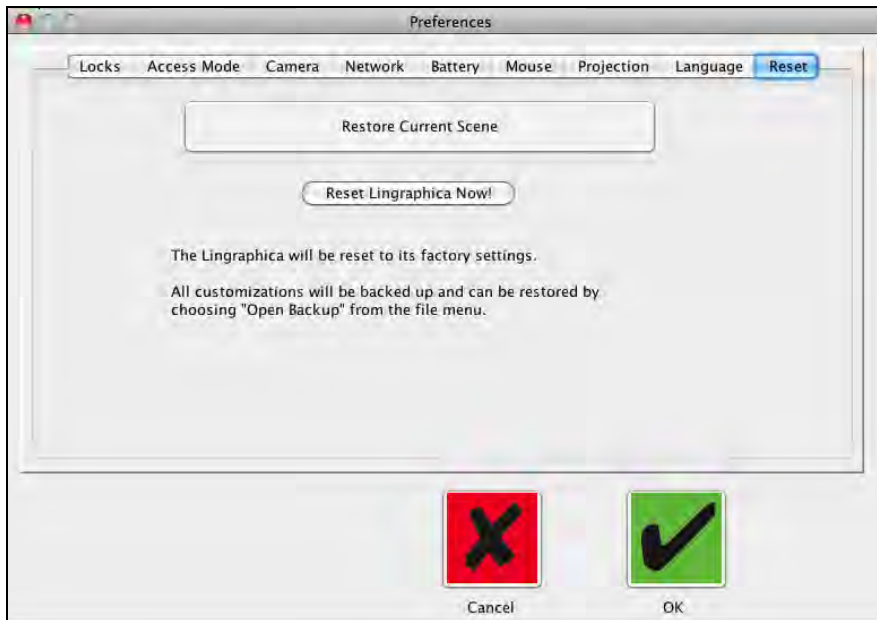 Preferences
Locks Access Mode Camera Network Battery Mouse Projection Language Reset
Restore Current Scene
Reset Lingraphica Now!
The Lingraphica will be reset to its factory settings.
All customizations will be backed up and can be restored by
choosing "Open Backup" from the file menu.
Cancel OK